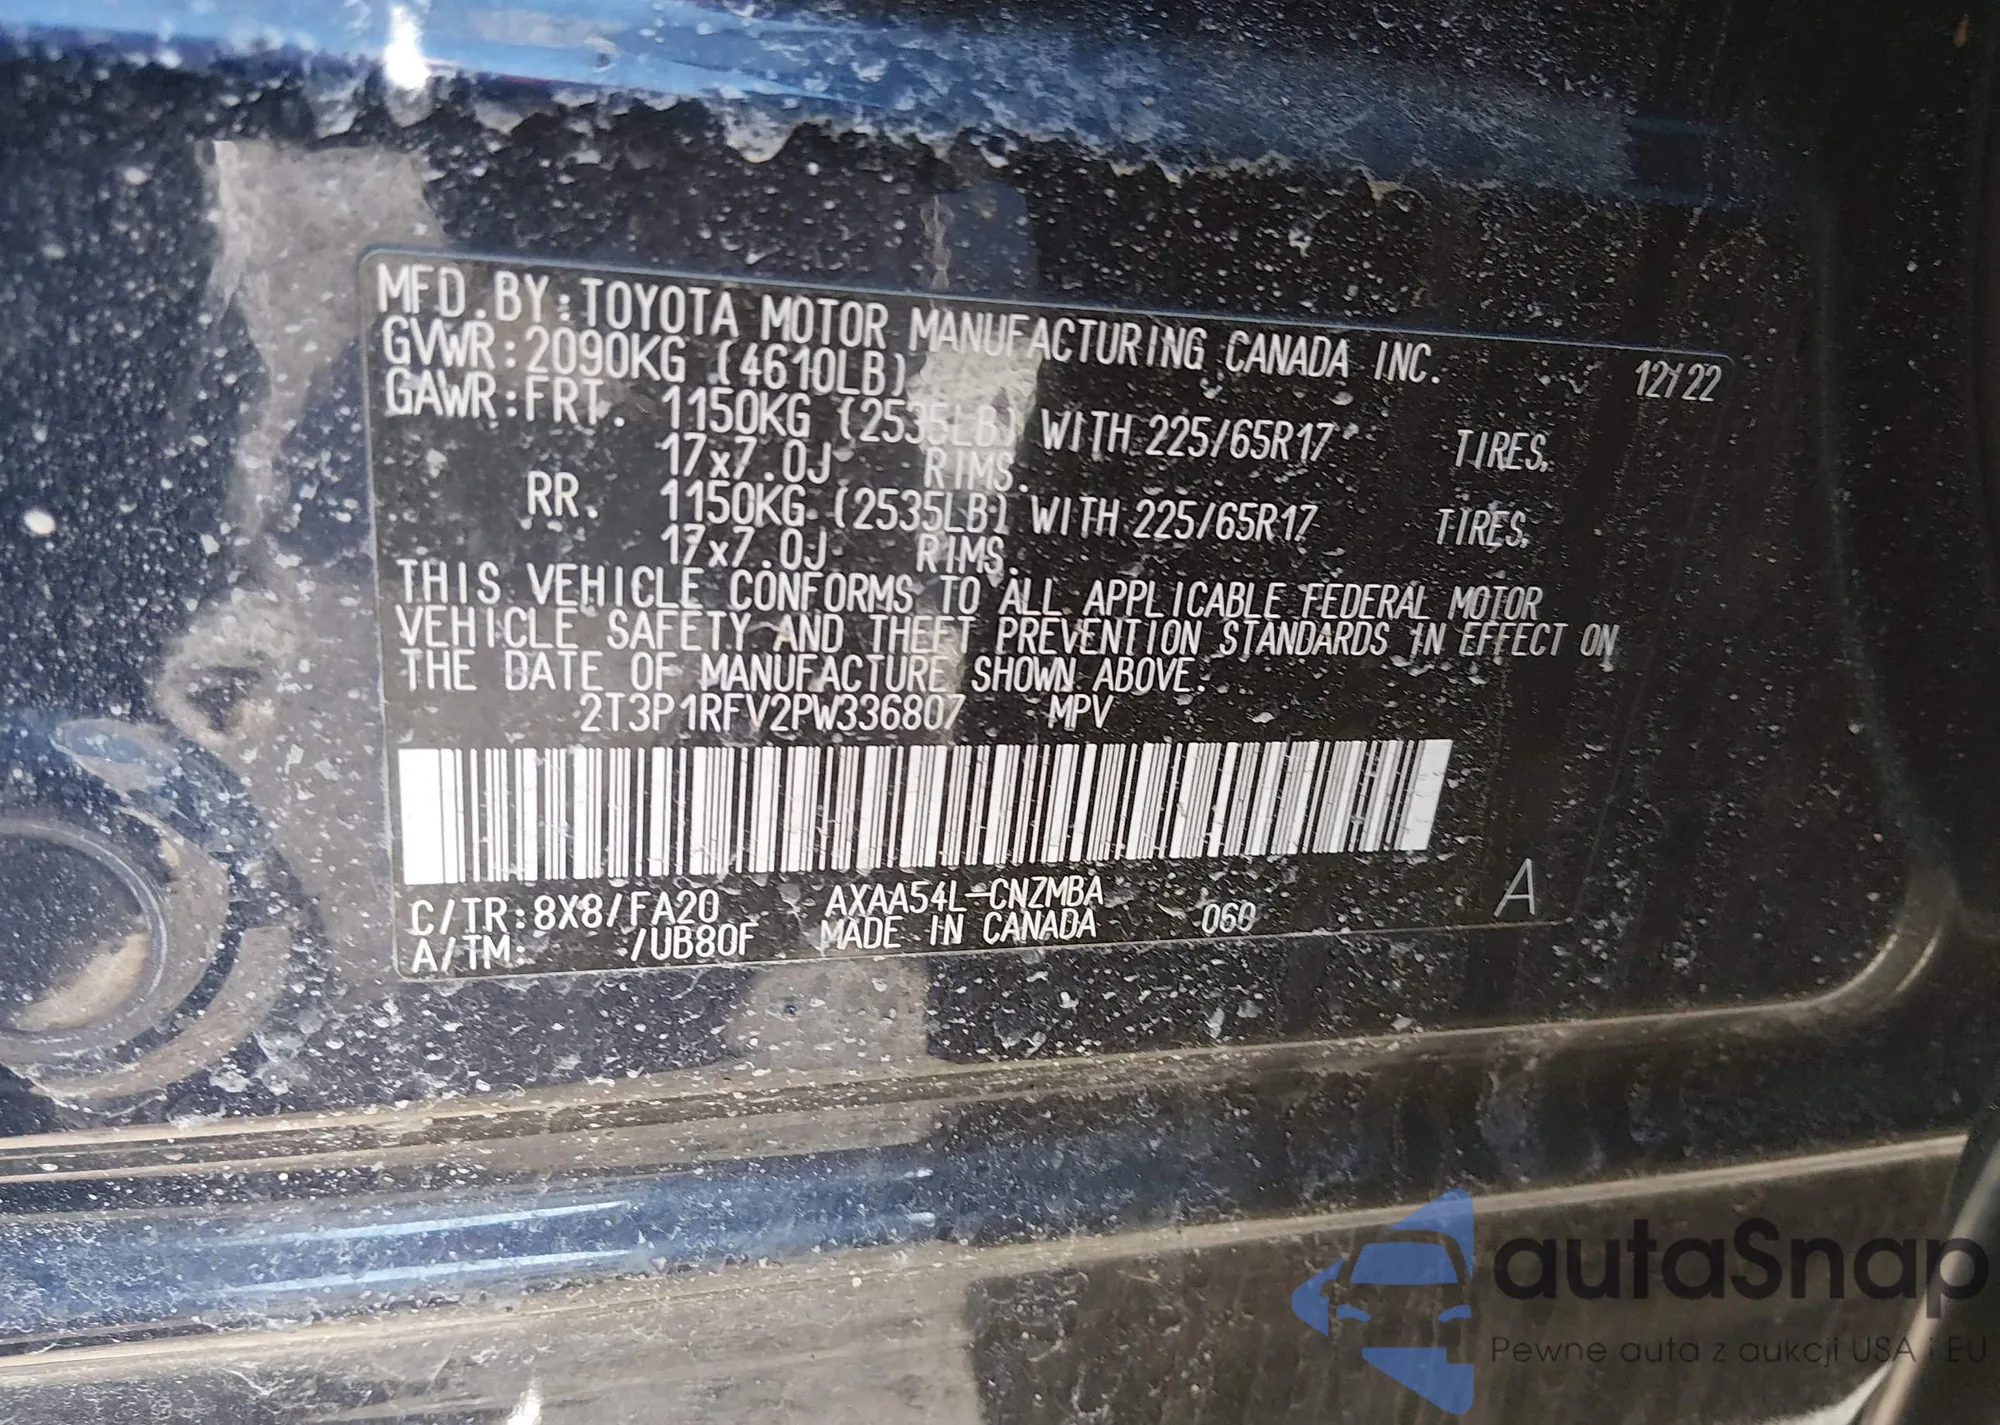 MFD.BY:TOYOTA MOTOR MANUFACTURING CANADA INC. 12/22
GVWR:2090KG (4610LB)
GAWR:FRT. 1150KG (2535LB) WITH 225/65R17 TIRES,
17x7.0J RIMS.
RR. 1150KG (2535LB) WITH 225/65R17 TIRES,
17x7.0J RIMS.
THIS VEHICLE CONFORMS TO ALL APPLICABLE FEDERAL MOTOR
VEHICLE SAFETY AND THEFT PREVENTION STANDARDS IN EFFECT ON
THE DATE OF MANUFACTURE SHOWN ABOVE.
2T3P1RFV2PW336807 MPV
C/TR:8X8/FA20 AXAA54L-CNZMBA 060 A
A/TM: /UB80F MADE IN CANADA
autaSnap
Pewne auta z aukcji USA i EU